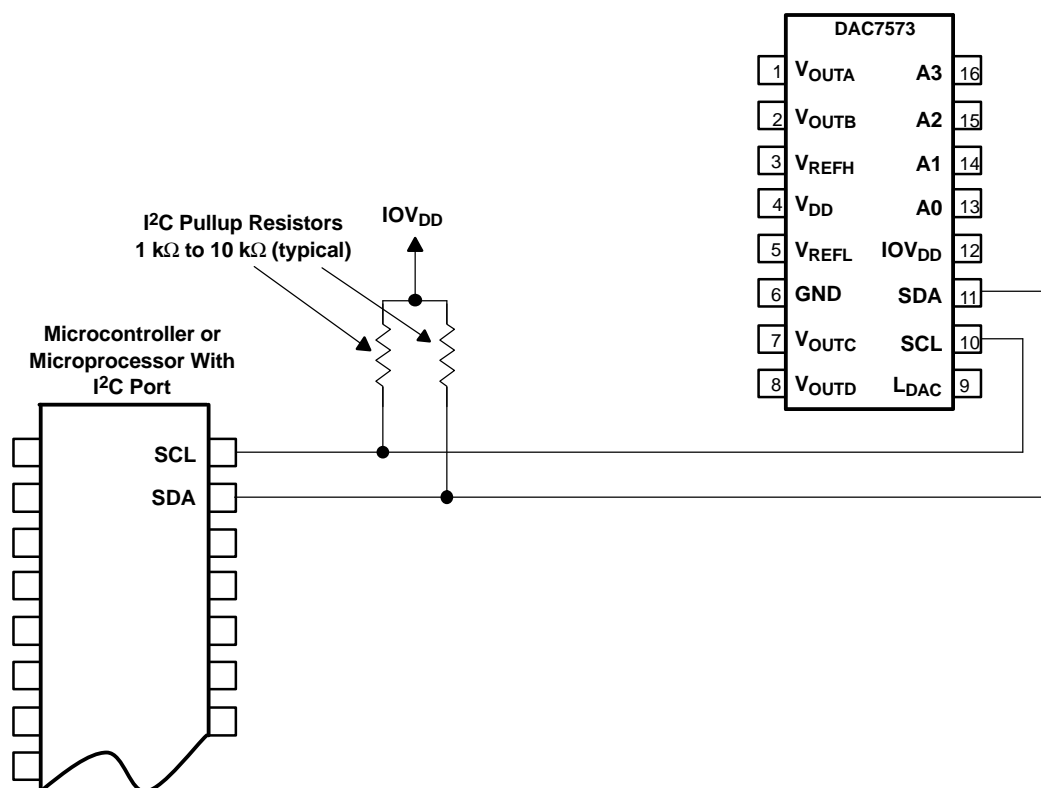 DAC7573
1 VOUTA A3 16
2 VOUTB A2 15
3 VREFH A1 14
4 VDD A0 13
5 VREFL IOVDD 12
6 GND SDA 11
7 VOUTC SCL 10
8 VOUTD LDAC 9
IOVDD
I2C Pullup Resistors
1 kΩ to 10 kΩ (typical)
Microcontroller or
Microprocessor With
I2C Port
SCL
SDA